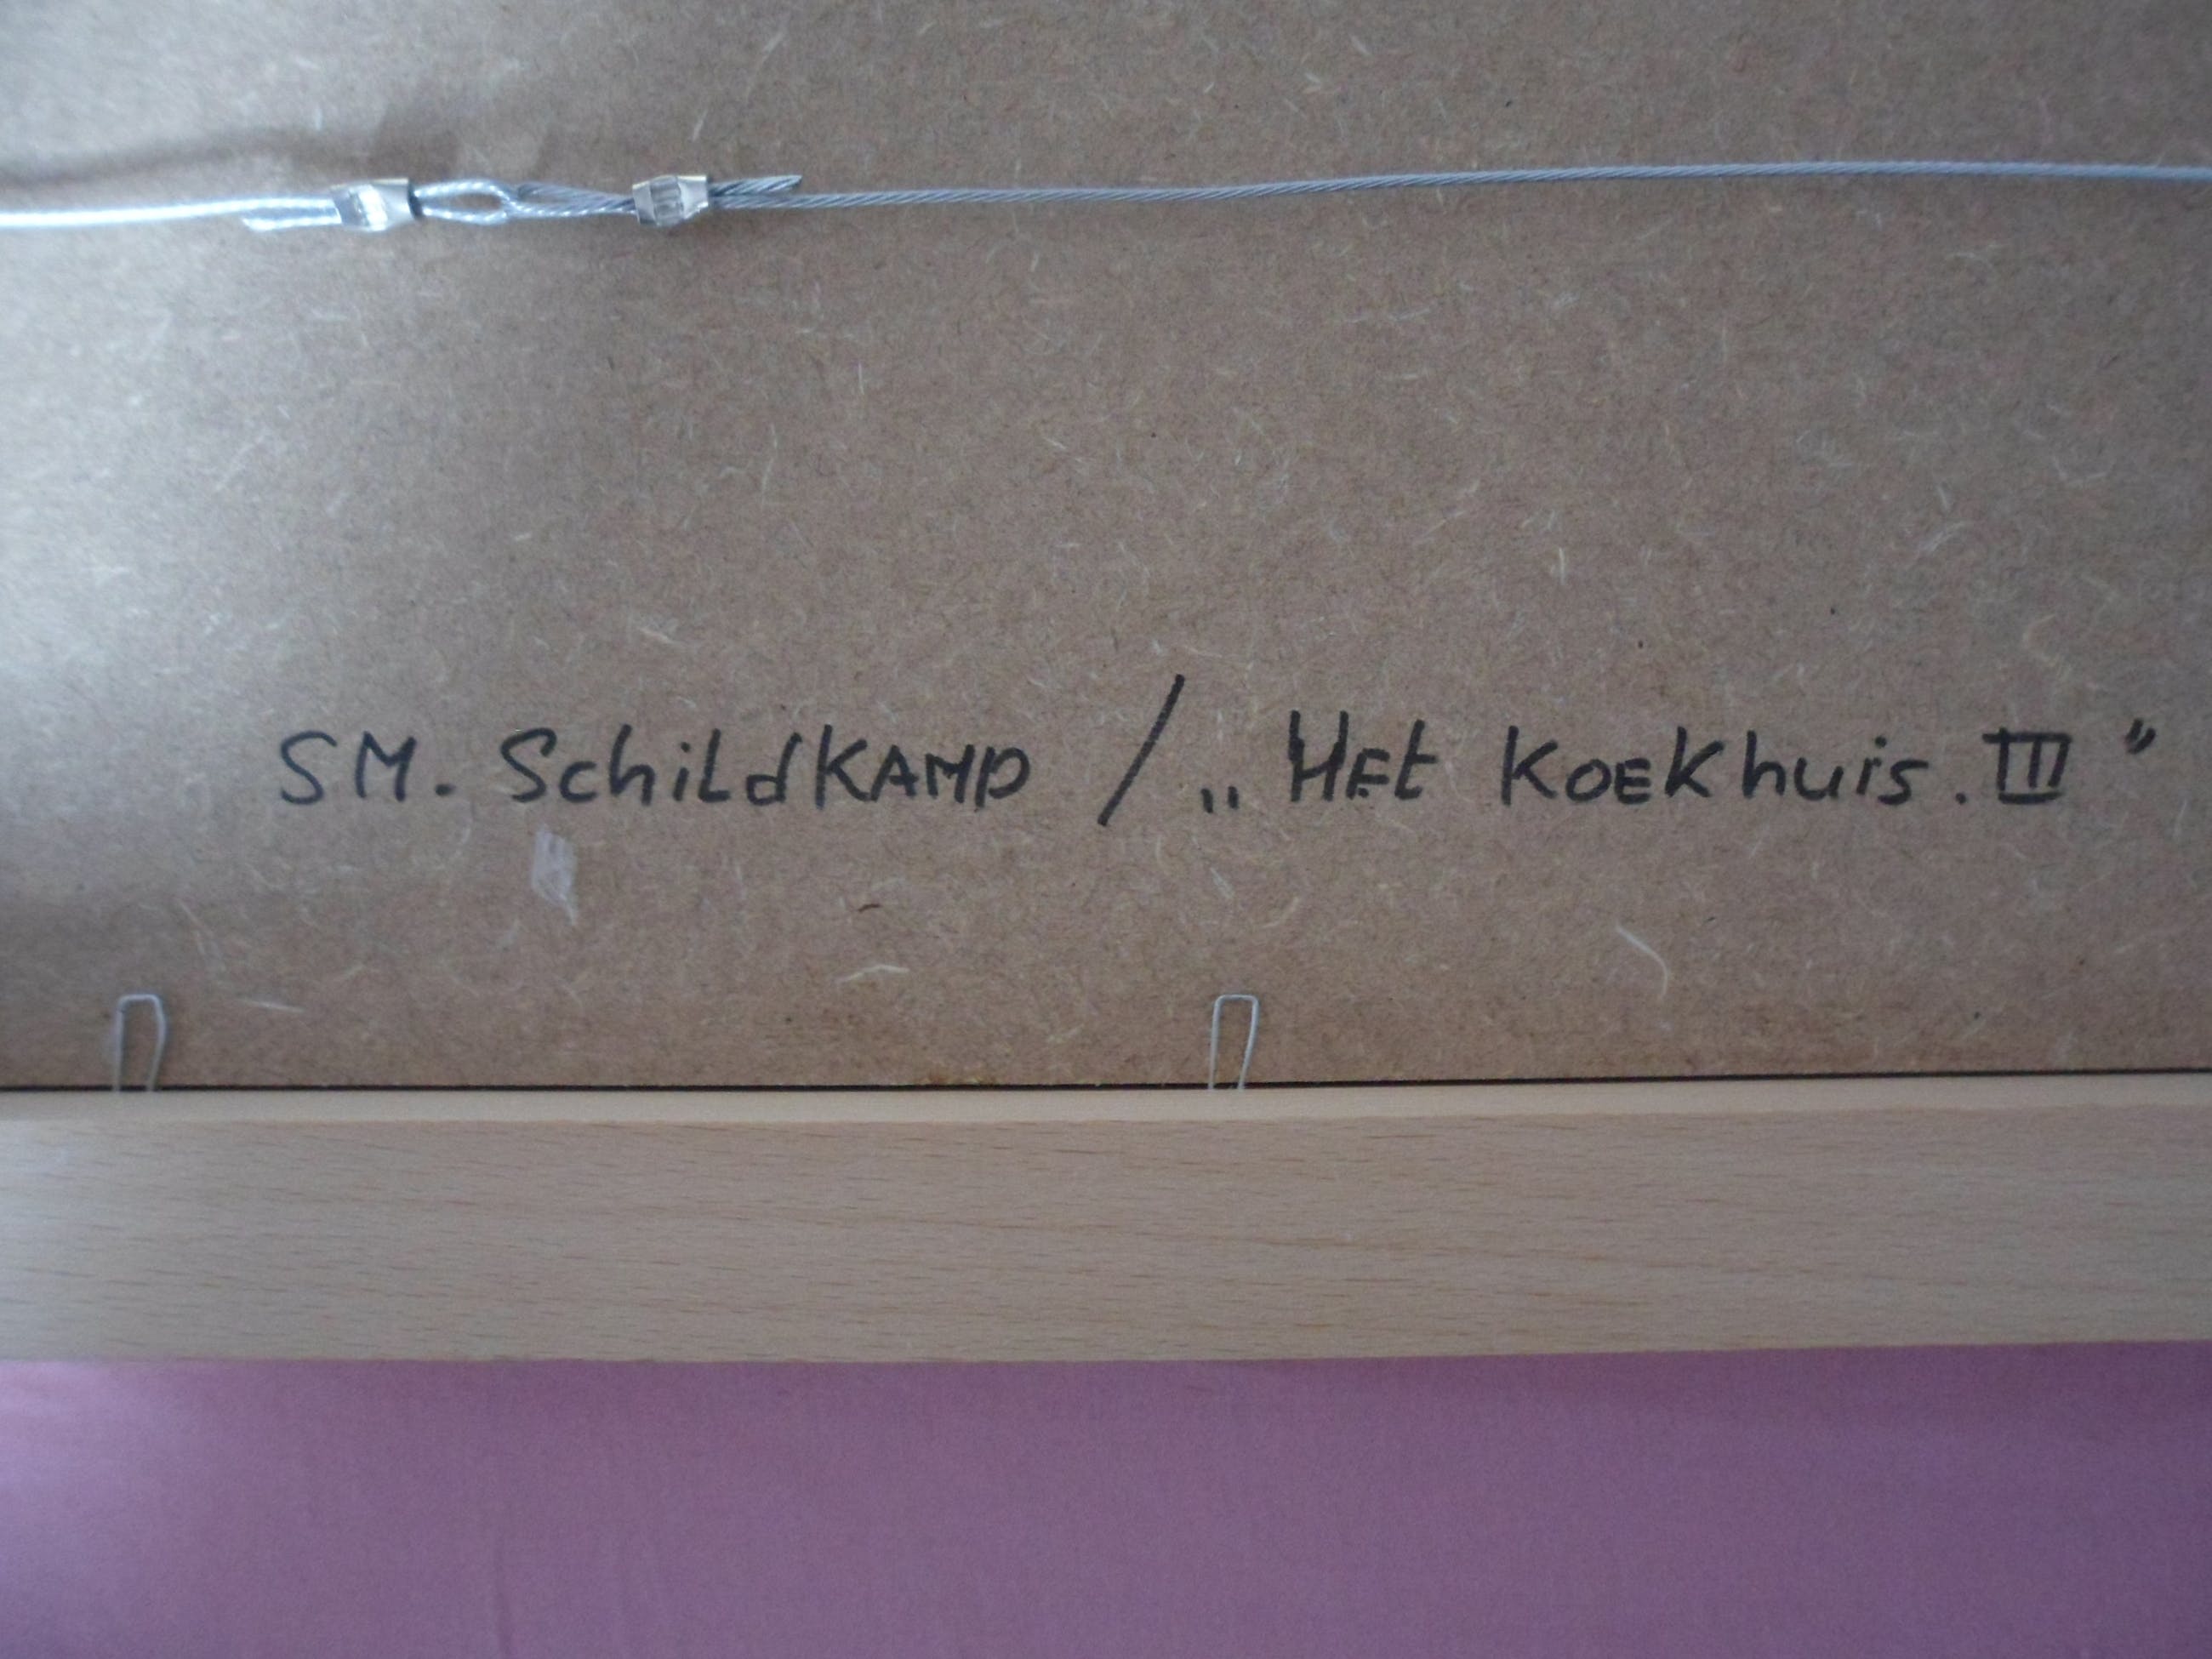 SM. SchiLdKAMP / „ HEt KoEKhuis. III ”